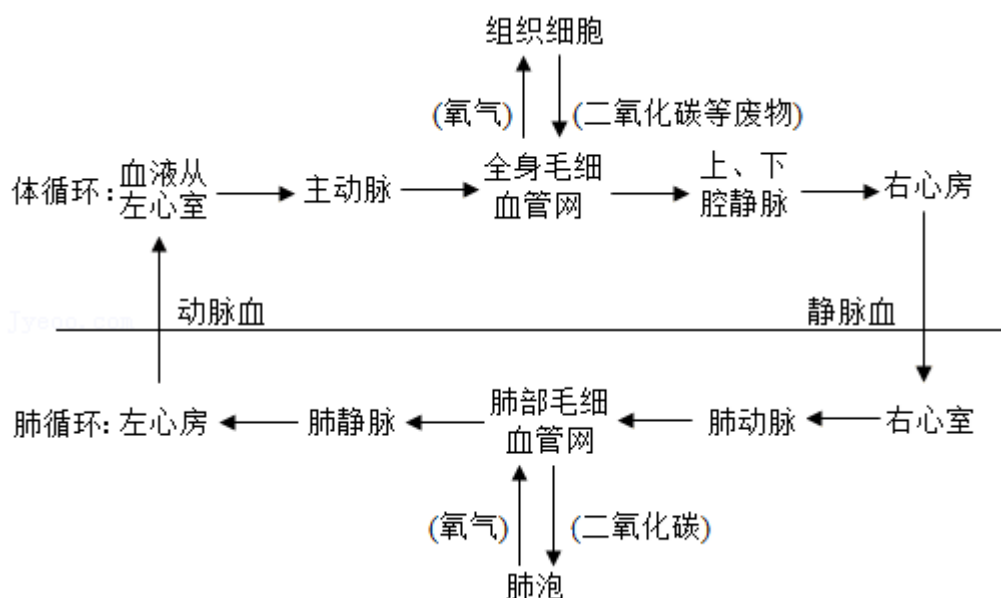 组织细胞
(氧气) (二氧化碳等废物)
体循环：血液从左心室 主动脉 全身毛细血管网 上、下腔静脉 右心房
动脉血 静脉血
Jyeoo.com
肺循环：左心房 肺静脉 肺部毛细血管网 肺动脉 右心室
(氧气) (二氧化碳)
肺泡